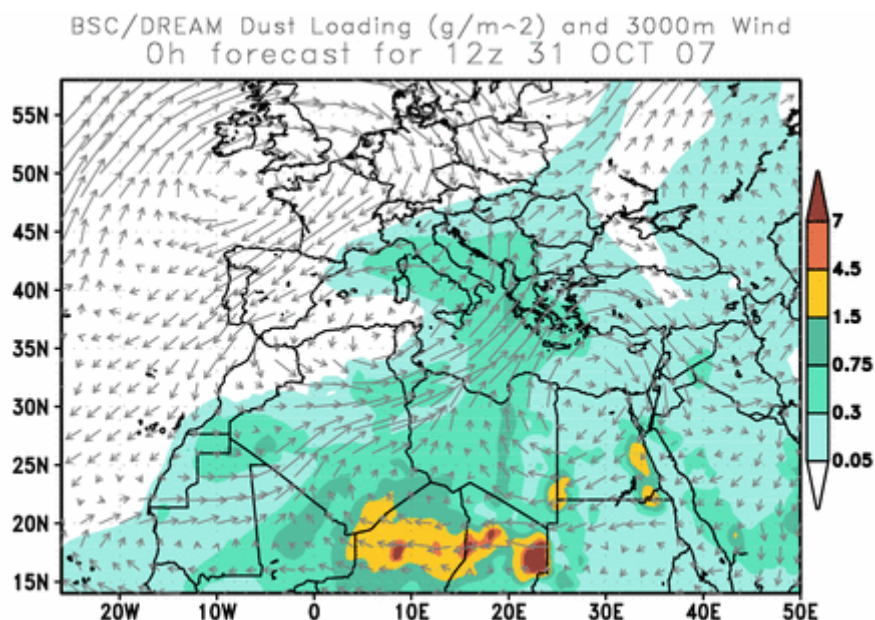 BSC/DREAM Dust Loading (g/m^2) and 3000m Wind
0h forecast for 12z 31 OCT 07
55N
50N
45N
40N
35N
30N
25N
20N
15N
20W 10W 0 10E 20E 30E 40E 50E
7
4.5
1.5
0.75
0.3
0.05